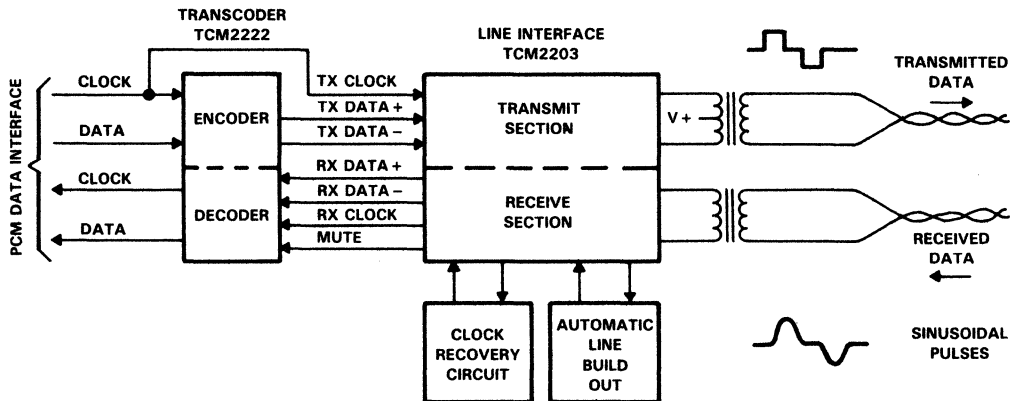 TRANSCODER
TCM2222
LINE INTERFACE
TCM2203
PCM DATA INTERFACE
CLOCK
DATA
CLOCK
DATA
ENCODER
DECODER
TX CLOCK
TX DATA+
TX DATA−
RX DATA+
RX DATA−
RX CLOCK
MUTE
TRANSMIT
SECTION
RECEIVE
SECTION
V+
TRANSMITTED
DATA
RECEIVED
DATA
CLOCK
RECOVERY
CIRCUIT
AUTOMATIC
LINE
BUILD
OUT
SINUSOIDAL
PULSES